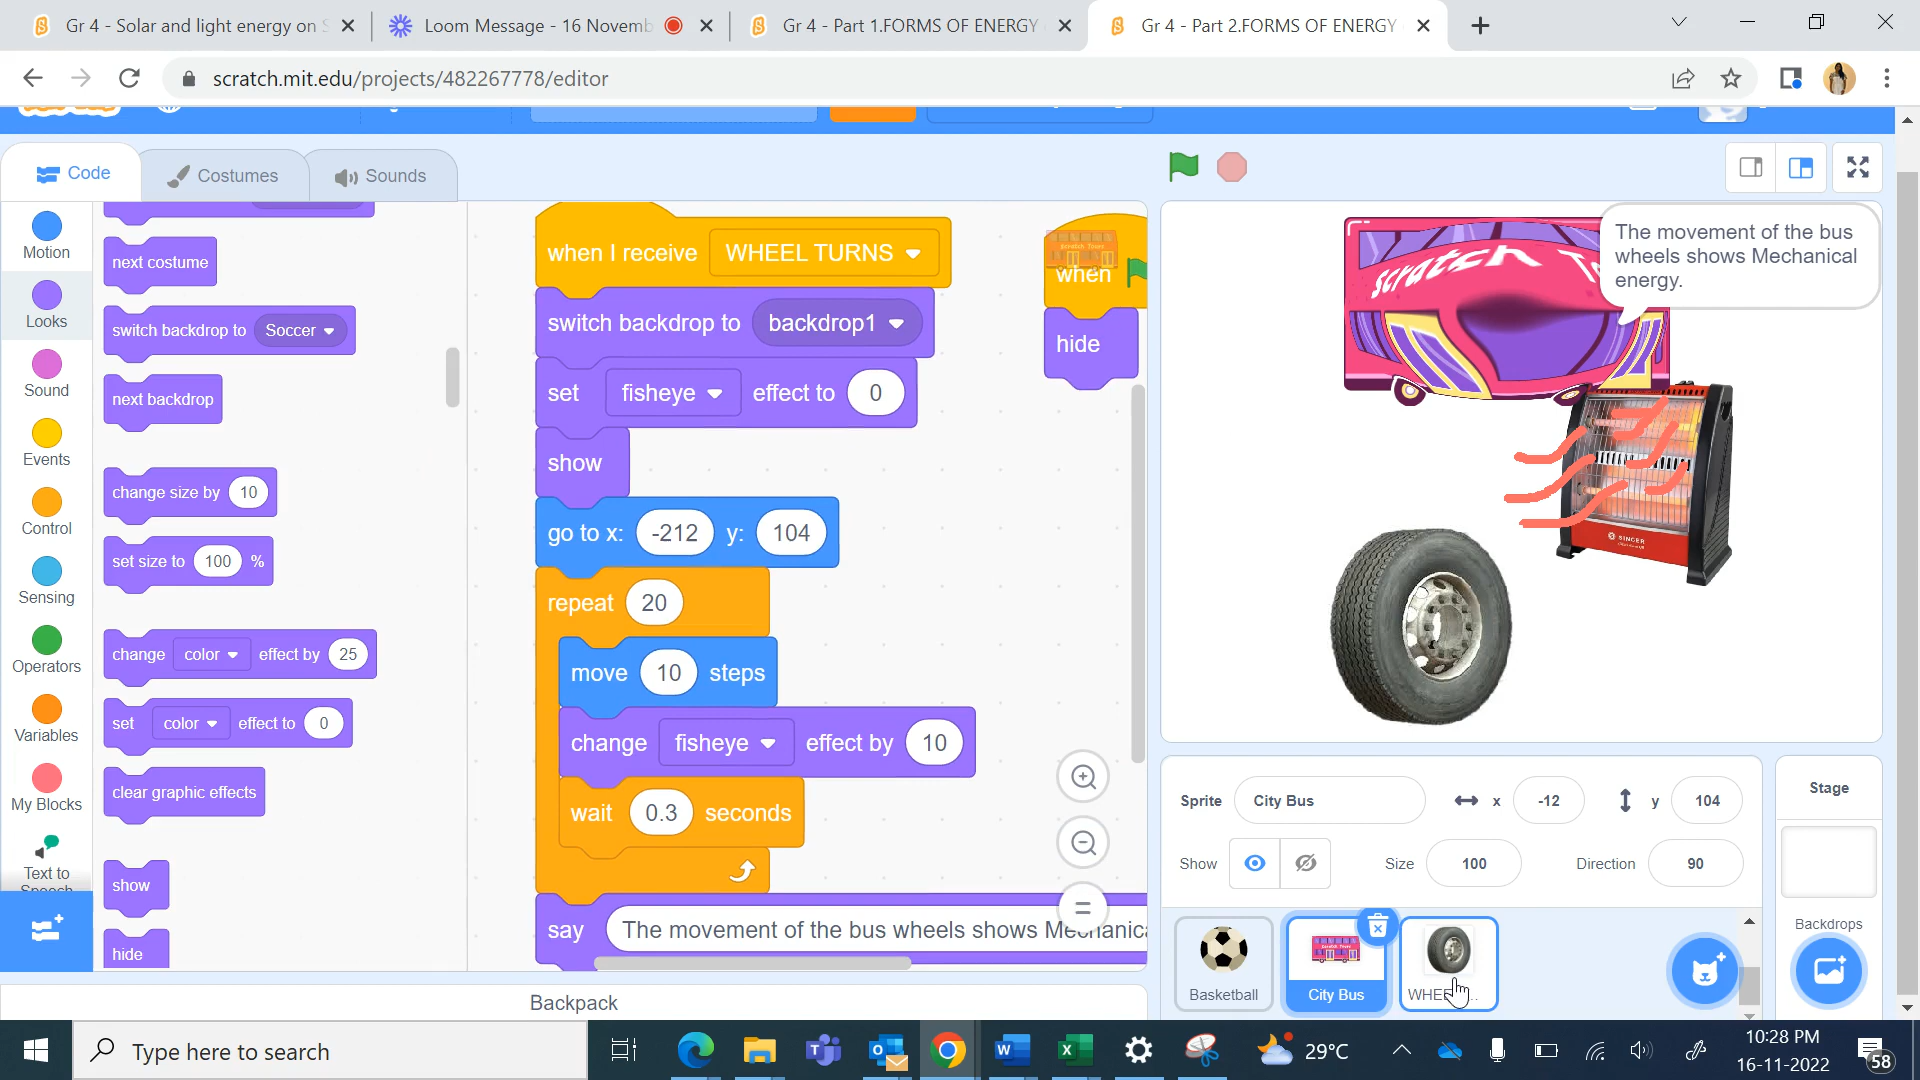 Gr 4 - Solar and light energy on S
Loom Message - 16 Novemb
Gr 4 - Part 1.FORMS OF ENERGY
Gr 4 - Part 2.FORMS OF ENERGY
scratch.mit.edu/projects/482267778/editor
Code
Costumes
Sounds
Motion
Looks
Sound
Events
Control
Sensing
Operators
Variables
My Blocks
Text to
Speech
next costume
switch backdrop to Soccer
next backdrop
change size by 10
set size to 100 %
change color effect by 25
set color effect to 0
clear graphic effects
show
hide
when I receive WHEEL TURNS
switch backdrop to backdrop1
set fisheye effect to 0
show
go to x: -212 y: 104
repeat 20
move 10 steps
change fisheye effect by 10
wait 0.3 seconds
say The movement of the bus wheels shows Mechanica
Scratch Tours
when
hide
=
Backpack
The movement of the bus
wheels shows Mechanical
energy.
Scratch To
SINGER
Sprite City Bus x -12 y 104
Show Size 100 Direction 90
Basketball
City Bus
WHEE
Stage
Backdrops
Type here to search
29°C
10:28 PM
16-11-2022
58